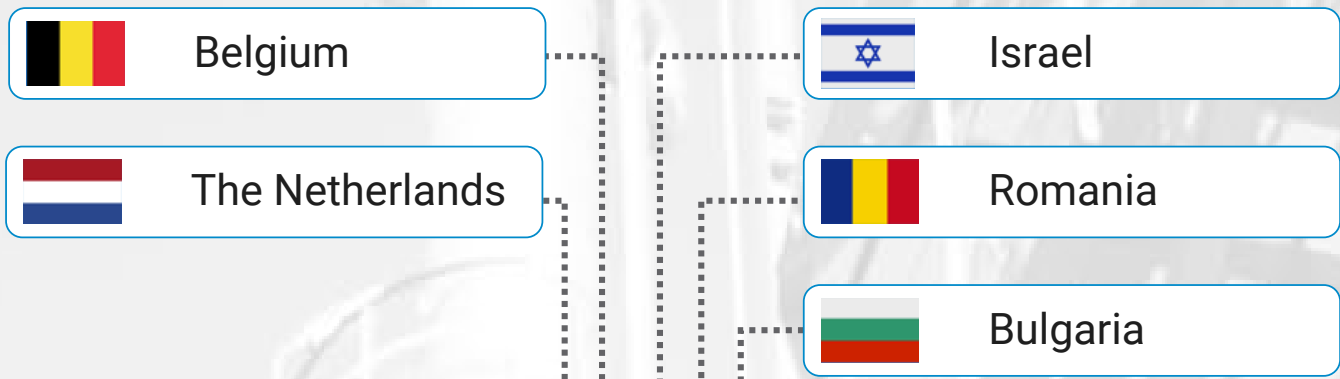 Belgium
The Netherlands
Israel
Romania
Bulgaria